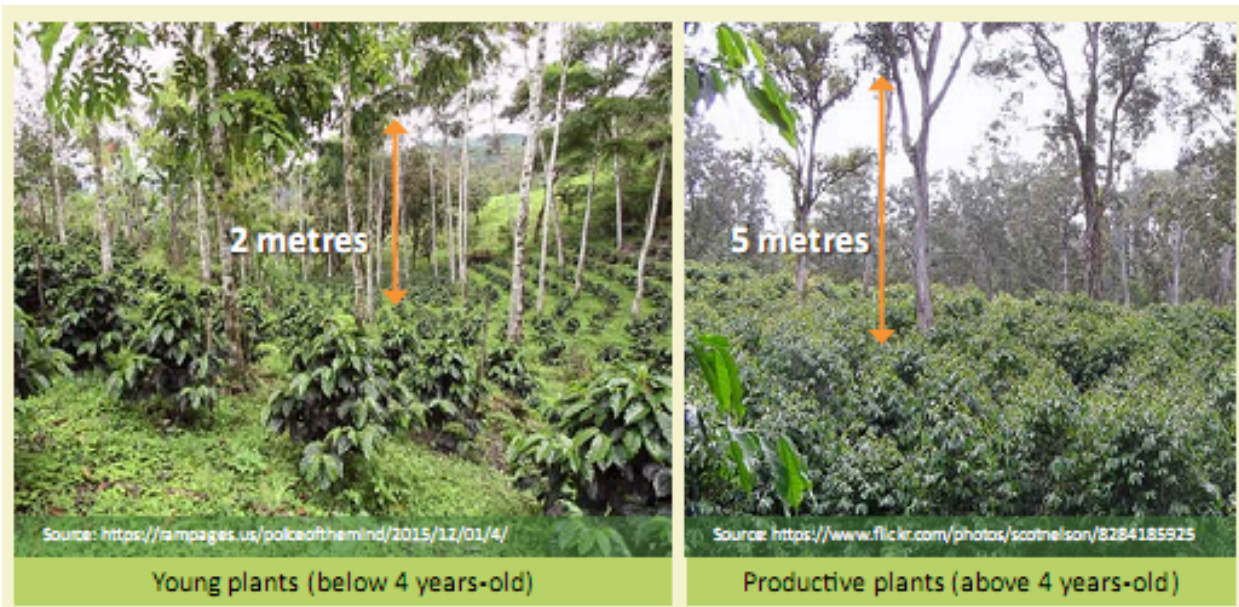 2 metres
Source: https://rampages.us/policeofthemind/2015/12/01/4/
Young plants (below 4 years-old)
5 metres
Source: https://www.flickr.com/photos/scotnelson/8284185925
Productive plants (above 4 years-old)